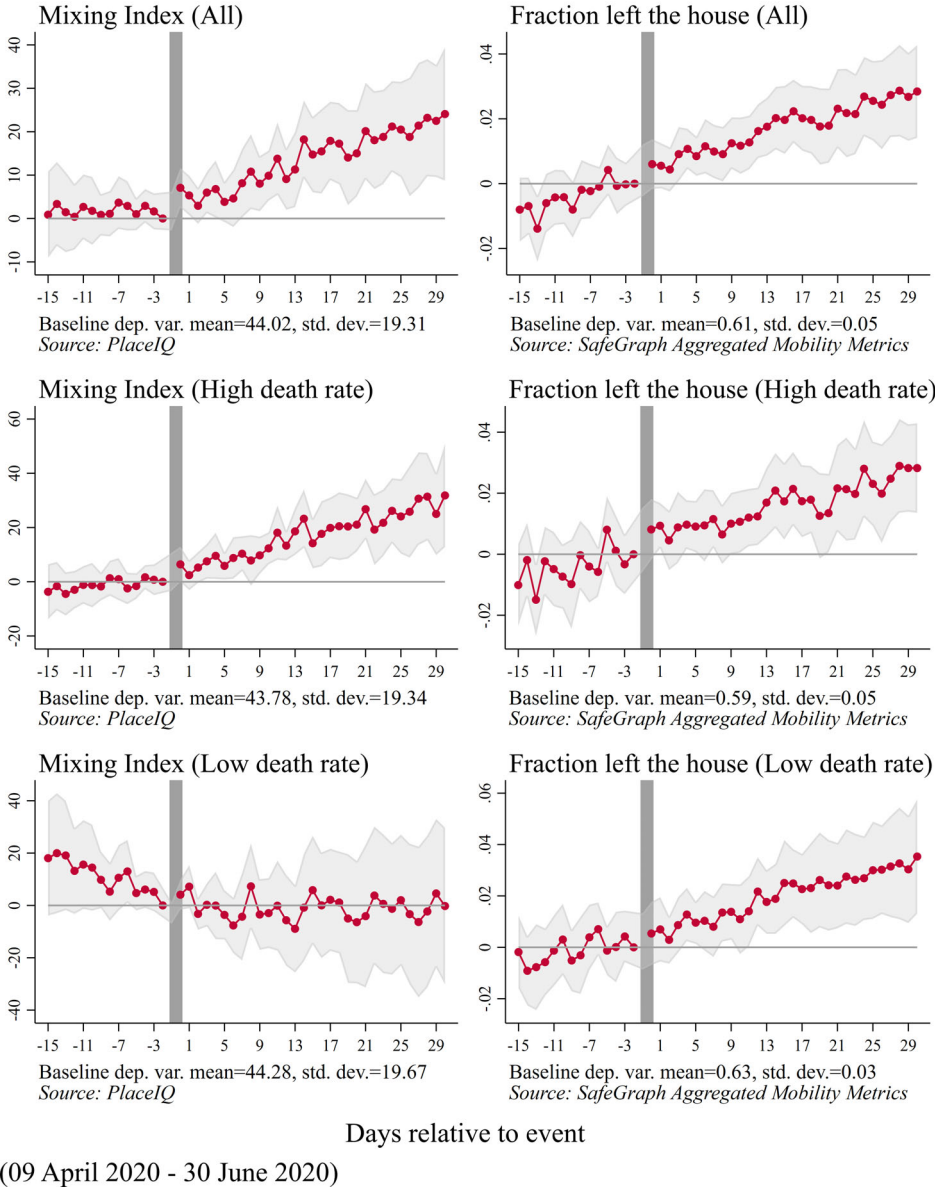 Mixing Index (All)
40
30
20
10
0
-10
-15 -11 -7 -3 1 5 9 13 17 21 25 29
Baseline dep. var. mean=44.02, std. dev.=19.31
Source: PlaceIQ
Fraction left the house (All)
.04
.02
0
-.02
-15 -11 -7 -3 1 5 9 13 17 21 25 29
Baseline dep. var. mean=0.61, std. dev.=0.05
Source: SafeGraph Aggregated Mobility Metrics
Mixing Index (High death rate)
60
40
20
0
-20
-15 -11 -7 -3 1 5 9 13 17 21 25 29
Baseline dep. var. mean=43.78, std. dev.=19.34
Source: PlaceIQ
Fraction left the house (High death rate)
.04
.02
0
-.02
-15 -11 -7 -3 1 5 9 13 17 21 25 29
Baseline dep. var. mean=0.59, std. dev.=0.05
Source: SafeGraph Aggregated Mobility Metrics
Mixing Index (Low death rate)
40
20
0
-20
-40
-15 -11 -7 -3 1 5 9 13 17 21 25 29
Baseline dep. var. mean=44.28, std. dev.=19.67
Source: PlaceIQ
Fraction left the house (Low death rate)
.06
.04
.02
0
-.02
-15 -11 -7 -3 1 5 9 13 17 21 25 29
Baseline dep. var. mean=0.63, std. dev.=0.03
Source: SafeGraph Aggregated Mobility Metrics
Days relative to event
(09 April 2020 - 30 June 2020)